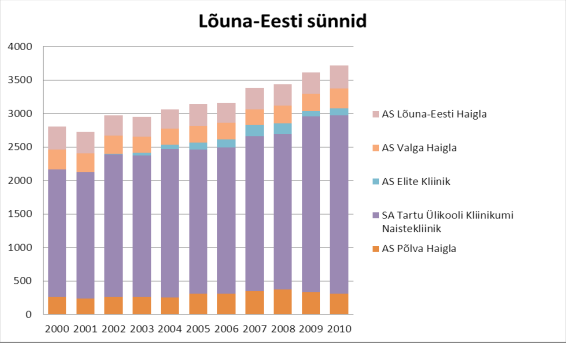 Lõuna-Eesti sünnid
4000
3500
3000
2500
2000
1500
1000
500
0
2000 2001 2002 2003 2004 2005 2006 2007 2008 2009 2010
AS Lõuna-Eesti Haigla
AS Valga Haigla
AS Elite Kliinik
SA Tartu Ülikooli Kliinikumi
Naistekliinik
AS Põlva Haigla